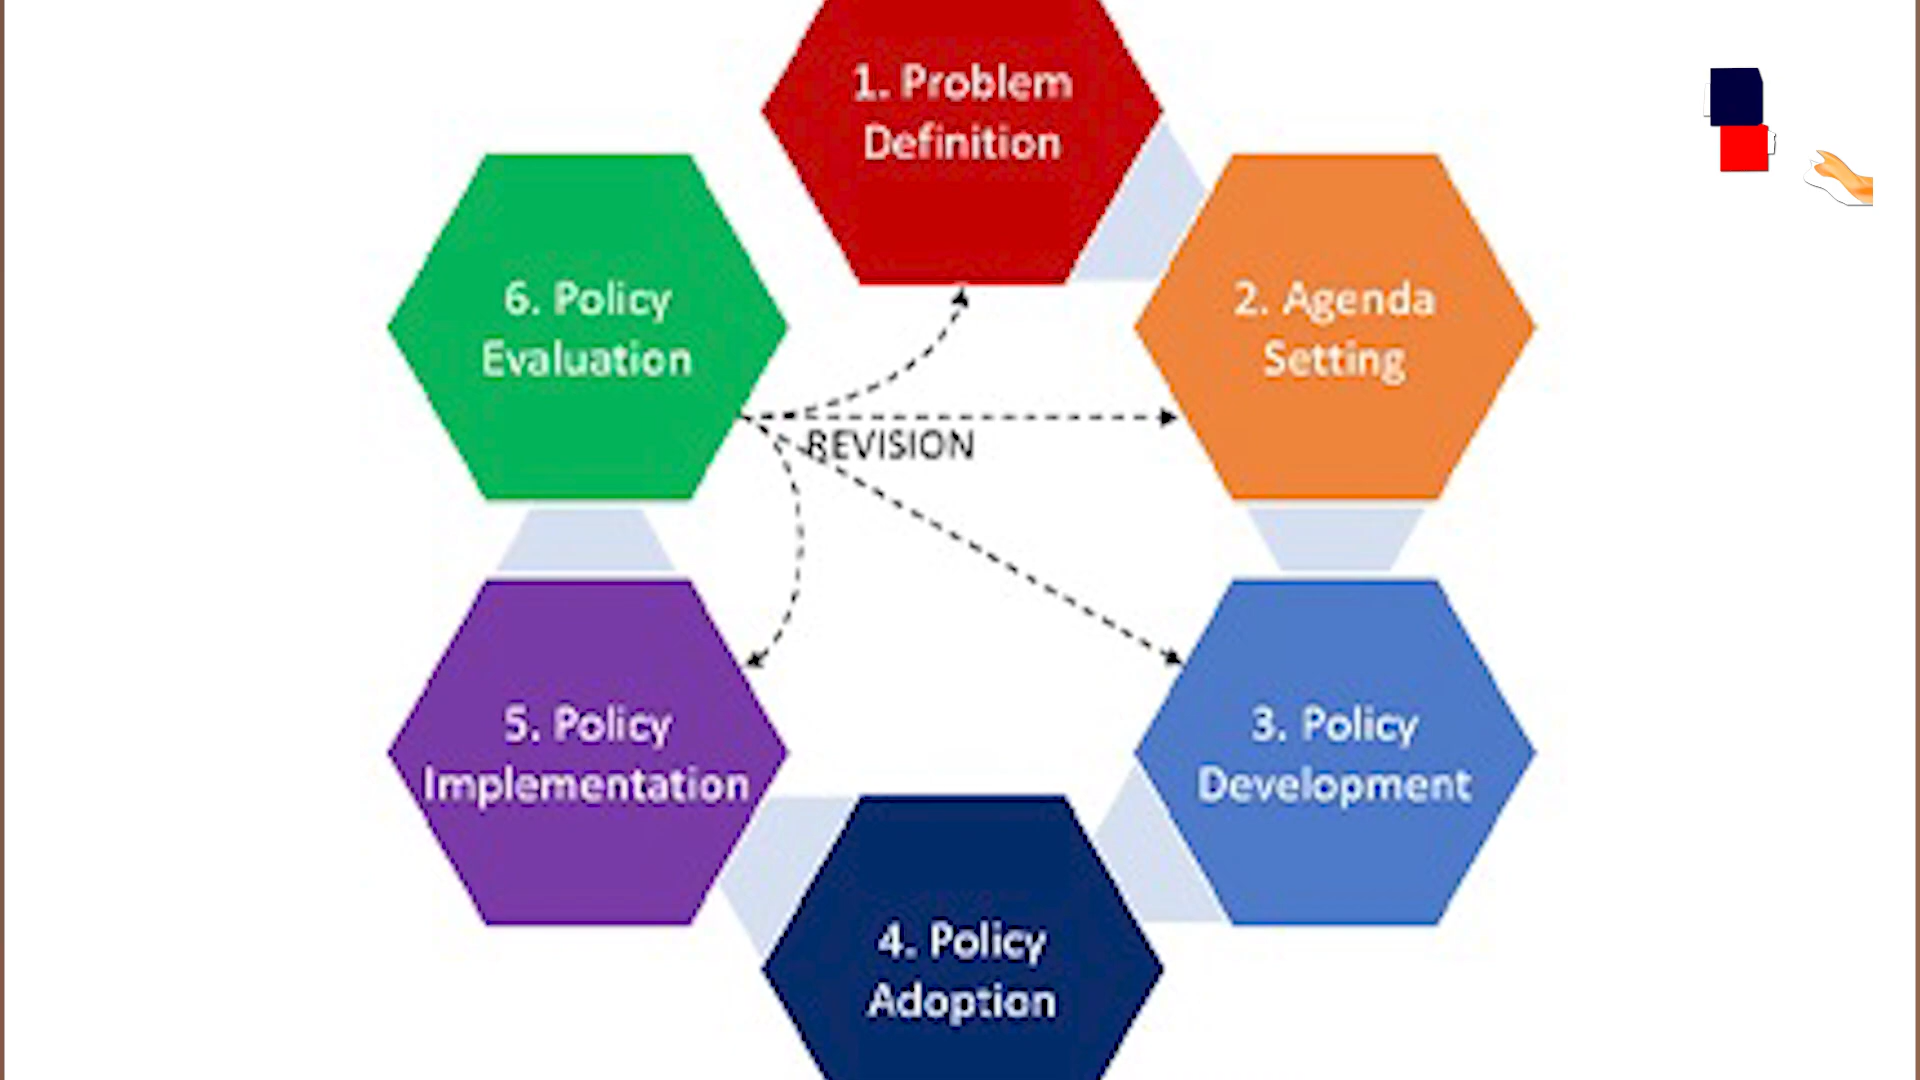 1. Problem
Definition
2. Agenda
Setting
3. Policy
Development
4. Policy
Adoption
5. Policy
Implementation
6. Policy
Evaluation
REVISION